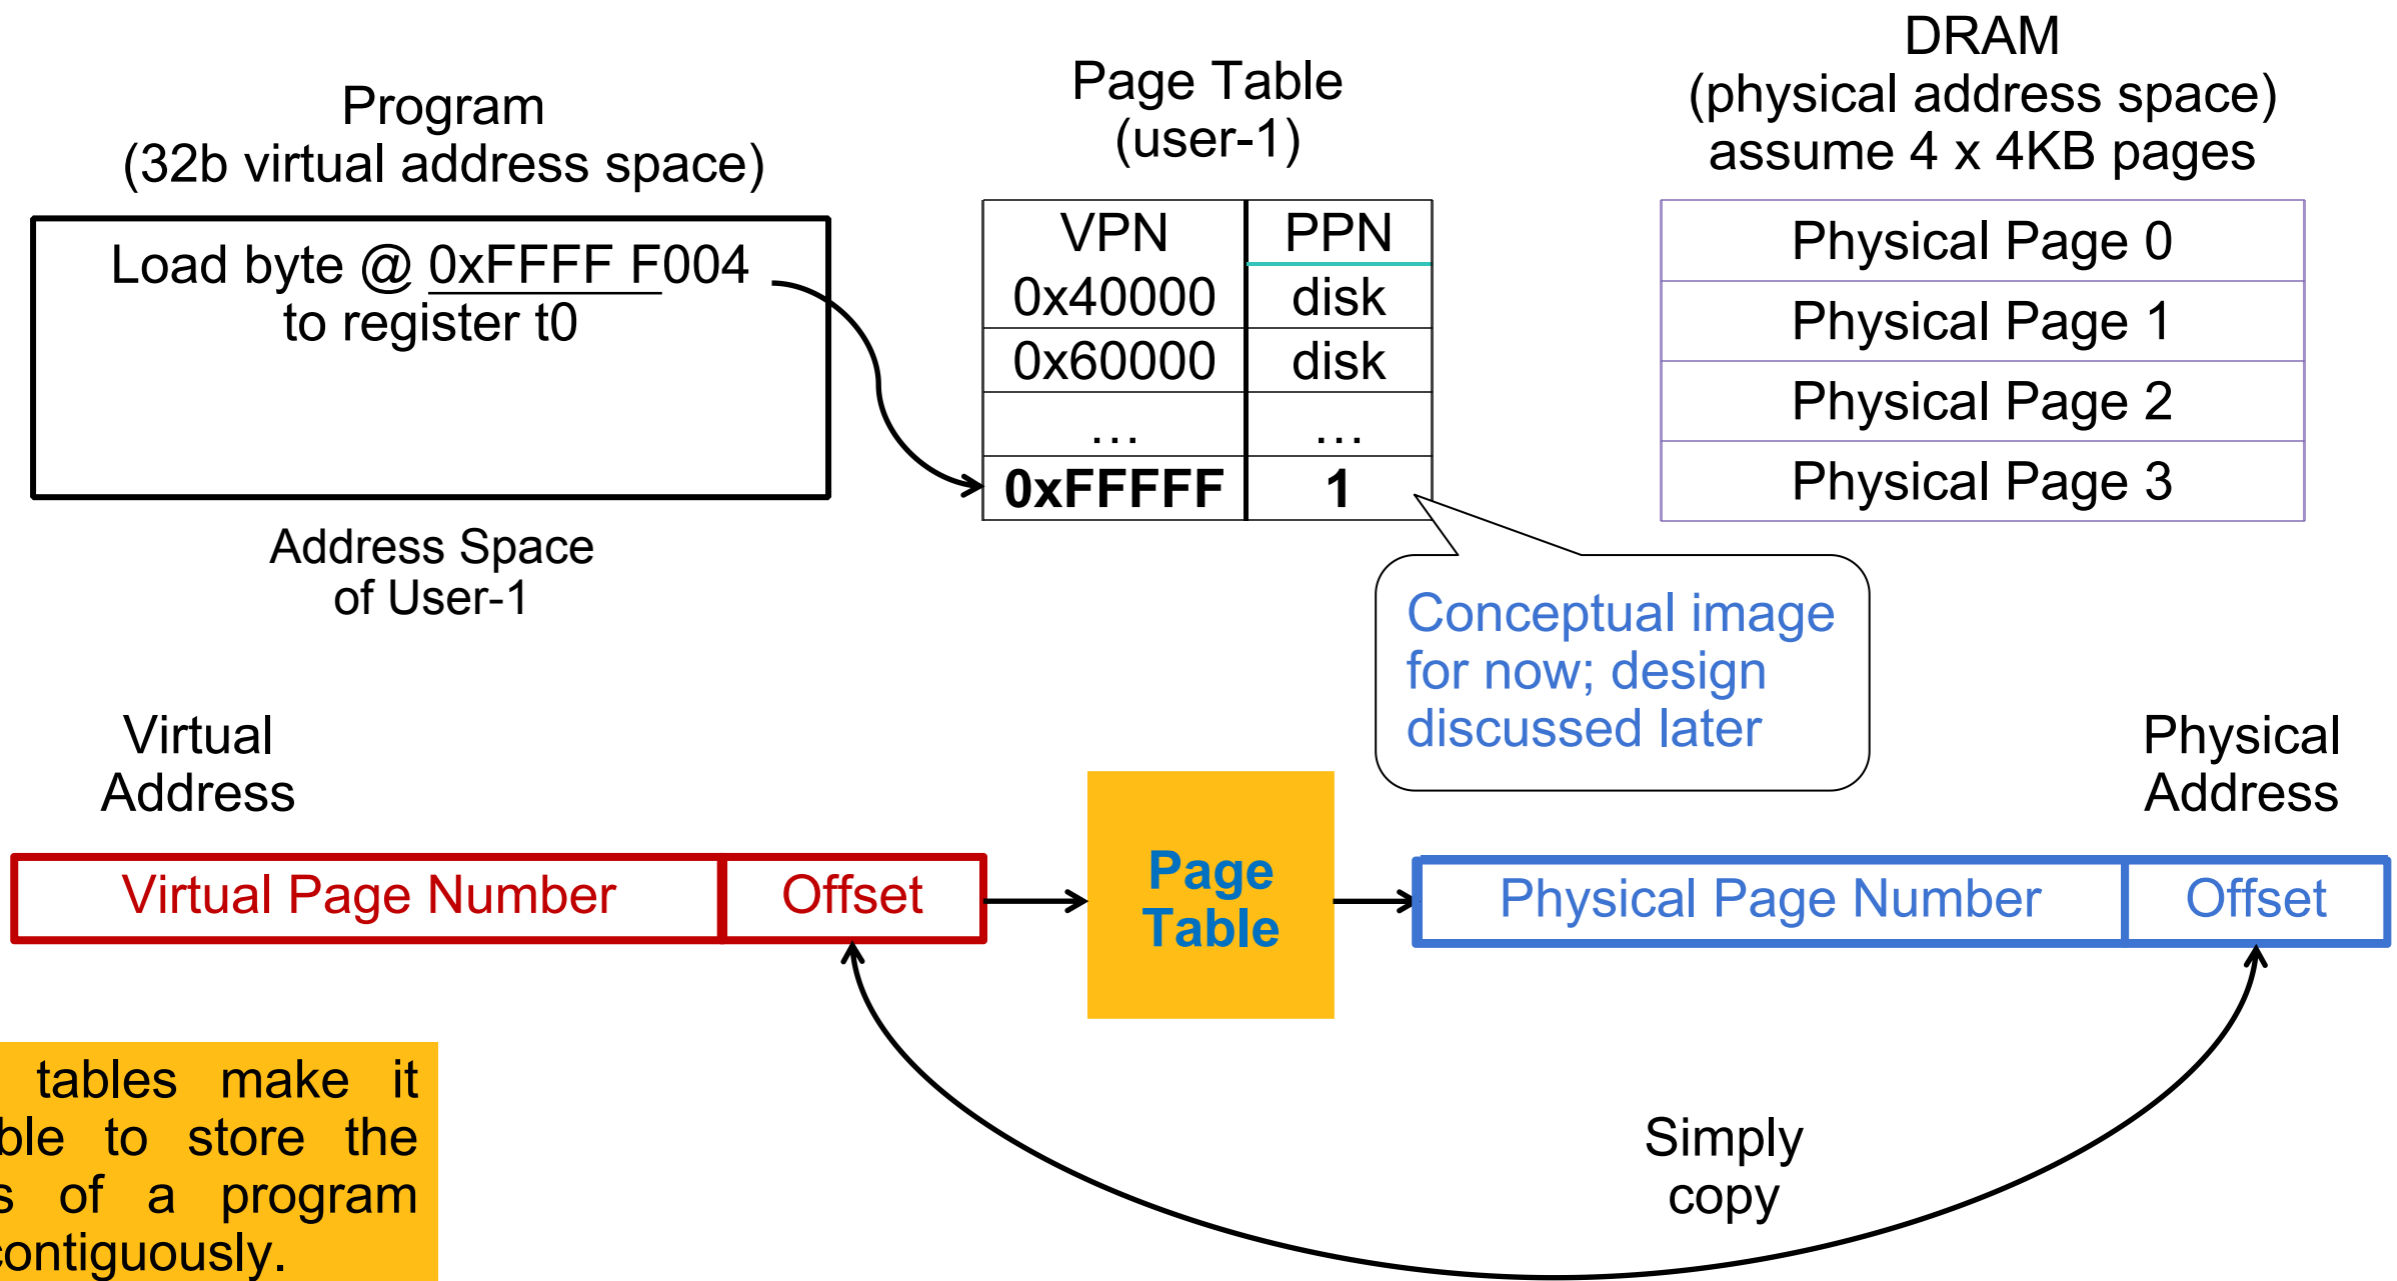 Program
(32b virtual address space)
Load byte @ 0xFFFF F004
to register t0
Address Space
of User-1
Page Table
(user-1)
VPN PPN
0x40000 disk
0x60000 disk
… …
0xFFFFF 1
DRAM
(physical address space)
assume 4 x 4KB pages
Physical Page 0
Physical Page 1
Physical Page 2
Physical Page 3
Conceptual image
for now; design
discussed later
Virtual
Address
Virtual Page Number Offset
Page
Table
Physical
Address
Physical Page Number Offset
Simply
copy
tables make it
to store the
of a program